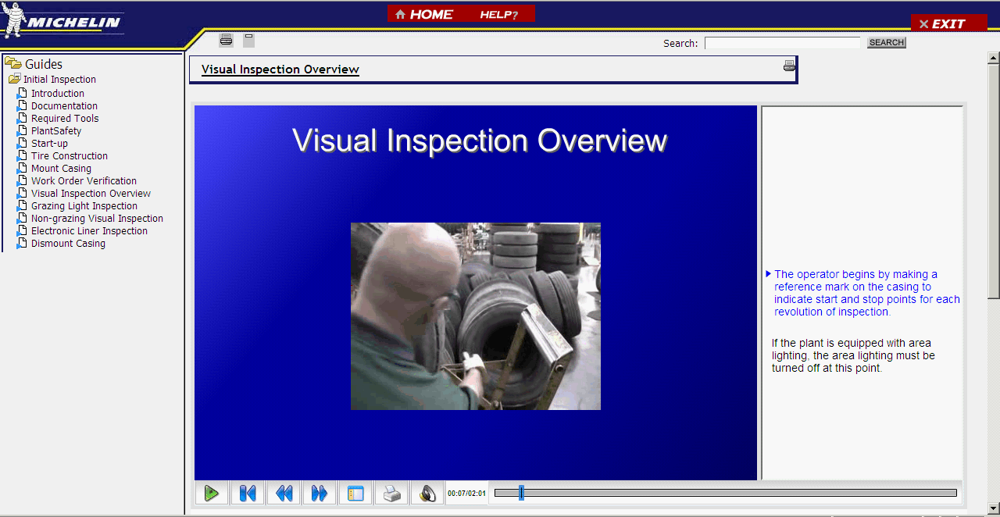 MICHELIN
HOME
HELP?
EXIT
Search:
SEARCH
Guides
Initial Inspection
Introduction
Documentation
Required Tools
PlantSafety
Start-up
Tire Construction
Mount Casing
Work Order Verification
Visual Inspection Overview
Grazing Light Inspection
Non-grazing Visual Inspection
Electronic Liner Inspection
Dismount Casing
Visual Inspection Overview
Visual Inspection Overview
The operator begins by making a
reference mark on the casing to
indicate start and stop points for each
revolution of inspection.
If the plant is equipped with area
lighting, the area lighting must be
turned off at this point.
00:07/02:01